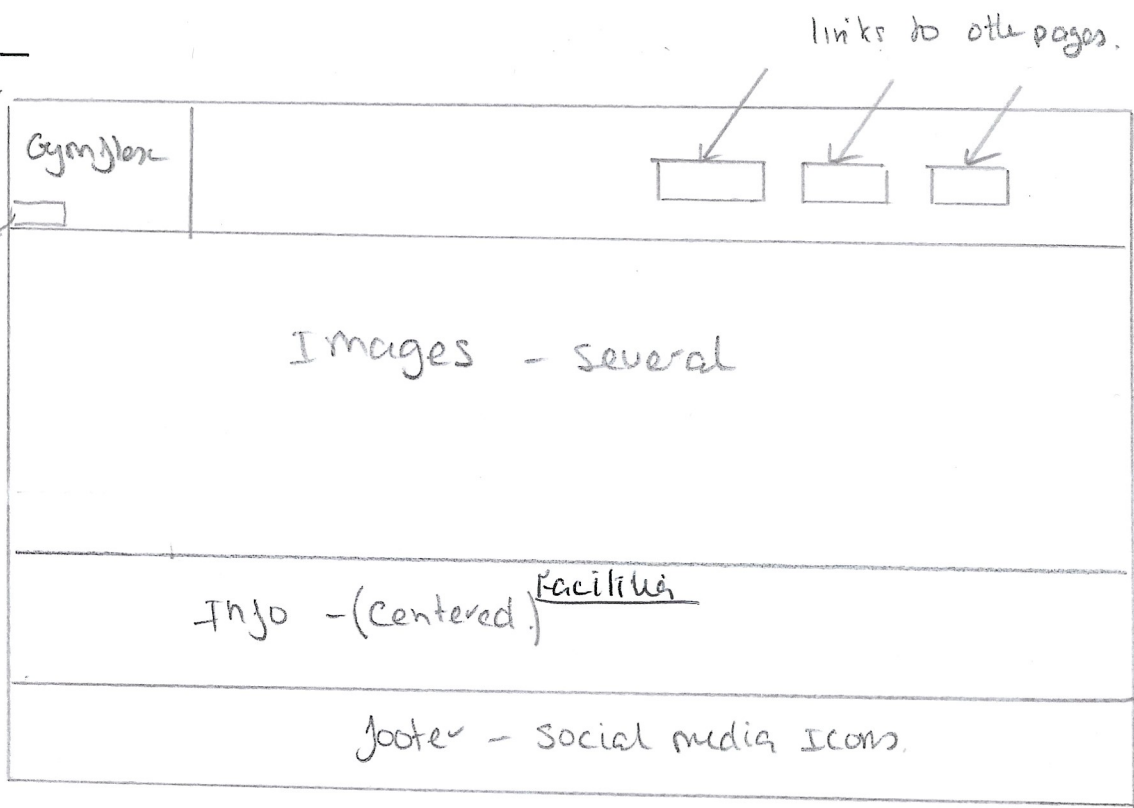 links to othe pages.
Gymflex
Images - several
Info - (Centered.) Facilities
footer - social media Icons.